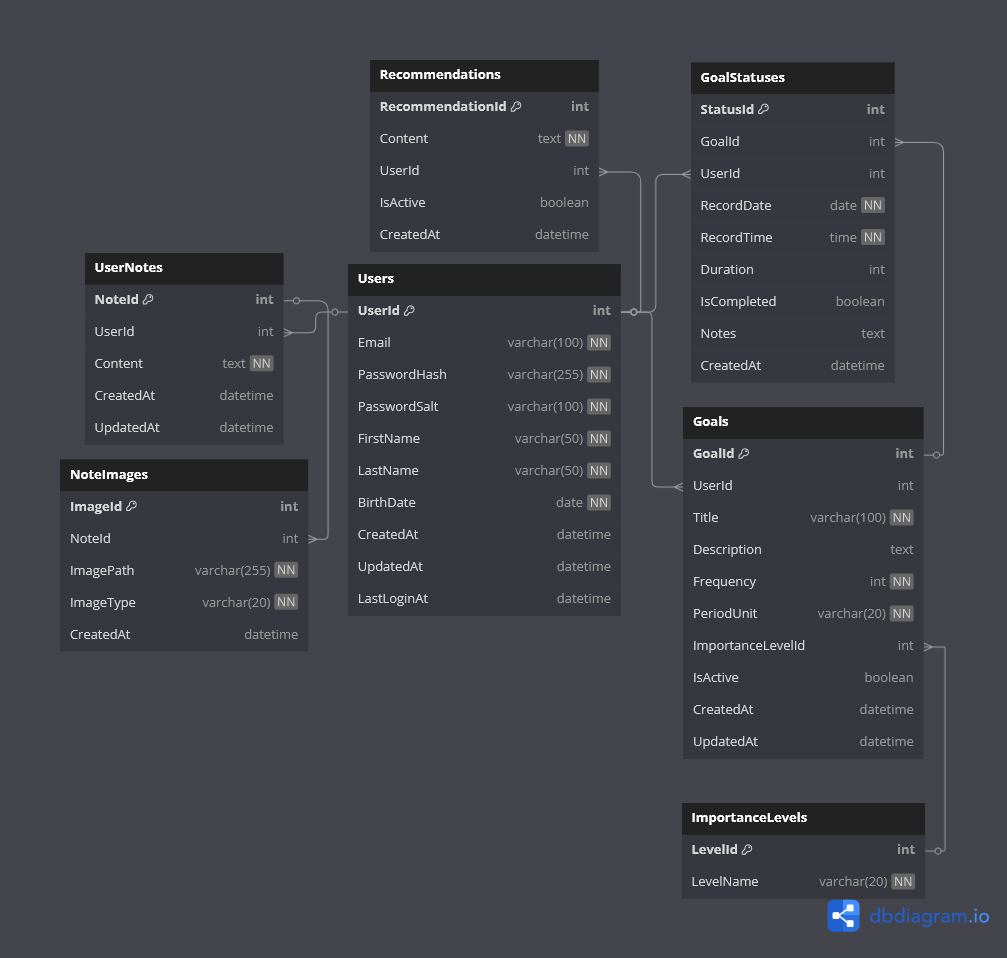 Recommendations
RecommendationId int
Content text NN
UserId int
IsActive boolean
CreatedAt datetime
GoalStatuses
StatusId int
GoalId int
UserId int
RecordDate date NN
RecordTime time NN
Duration int
IsCompleted boolean
Notes text
CreatedAt datetime
UserNotes
NoteId int
UserId int
Content text NN
CreatedAt datetime
UpdatedAt datetime
Users
UserId int
Email varchar(100) NN
PasswordHash varchar(255) NN
PasswordSalt varchar(100) NN
FirstName varchar(50) NN
LastName varchar(50) NN
BirthDate date NN
CreatedAt datetime
UpdatedAt datetime
LastLoginAt datetime
NoteImages
ImageId int
NoteId int
ImagePath varchar(255) NN
ImageType varchar(20) NN
CreatedAt datetime
Goals
GoalId int
UserId int
Title varchar(100) NN
Description text
Frequency int NN
PeriodUnit varchar(20) NN
ImportanceLevelId int
IsActive boolean
CreatedAt datetime
UpdatedAt datetime
ImportanceLevels
LevelId int
LevelName varchar(20) NN
dbdiagram.io